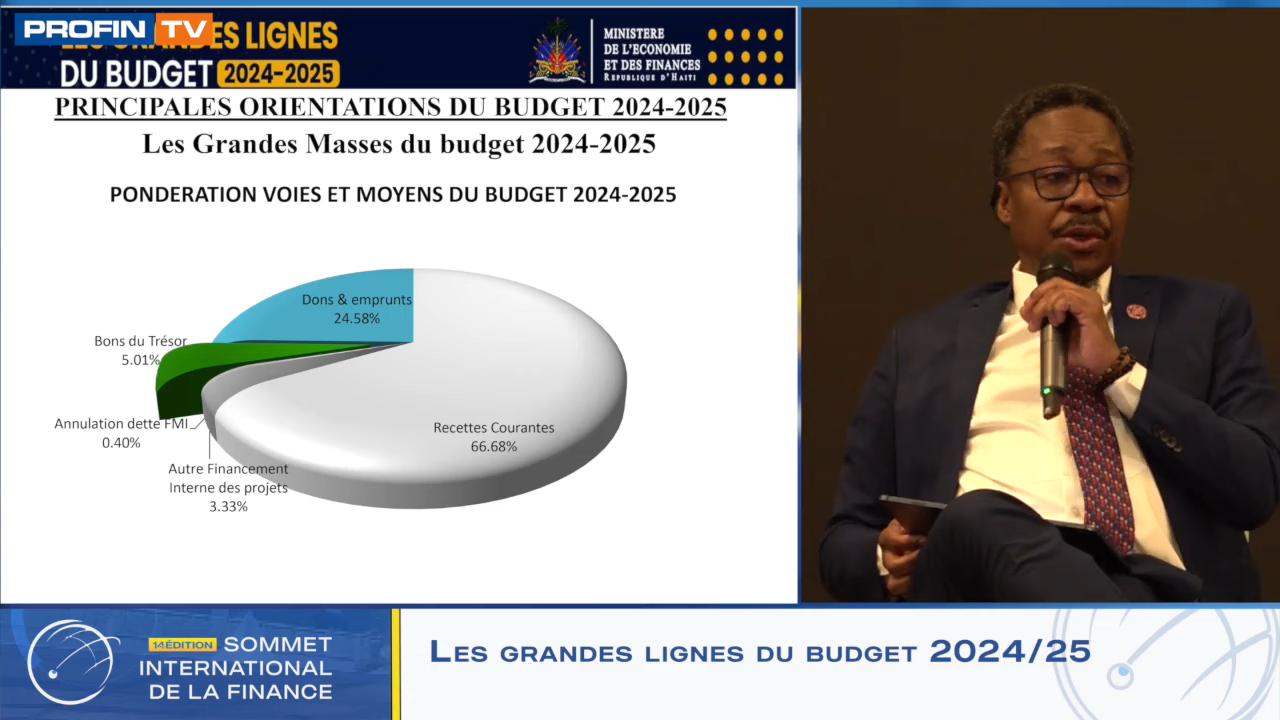 PROFIN TV
LES GRANDES LIGNES
DU BUDGET 2024-2025
MINISTERE
DE L'ECONOMIE
ET DES FINANCES
REPUBLIQUE D'HAITI
PRINCIPALES ORIENTATIONS DU BUDGET 2024-2025
Les Grandes Masses du budget 2024-2025
PONDERATION VOIES ET MOYENS DU BUDGET 2024-2025
Dons & emprunts
24.58%
Bons du Trésor
5.01%
Annulation dette FMI
0.40%
Autre Financement
Interne des projets
3.33%
Recettes Courantes
66.68%
14ÉDITION SOMMET
INTERNATIONAL
DE LA FINANCE
LES GRANDES LIGNES DU BUDGET 2024/25